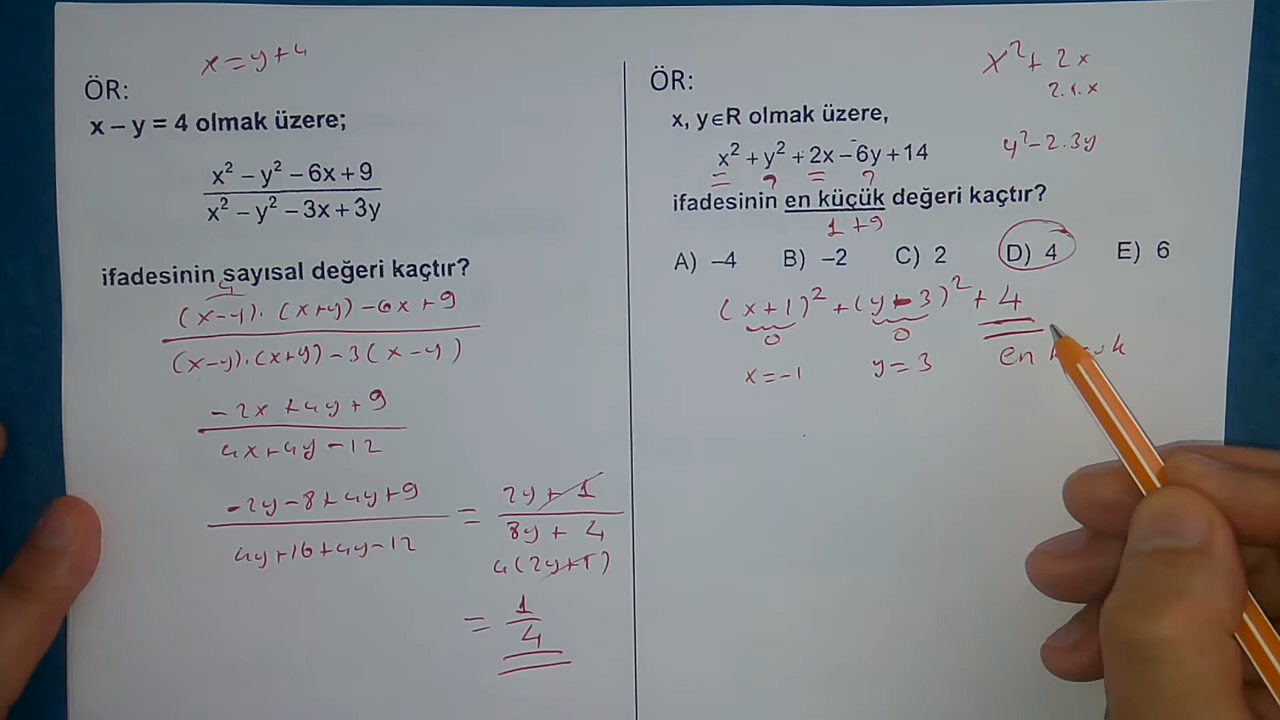 x=y+4
ÖR:
x – y = 4 olmak üzere;
x² – y² – 6x + 9
x² – y² – 3x + 3y
ifadesinin sayısal değeri kaçtır?
4
(x-y).(x+y)-6x+9
(x-y).(x+y)-3(x-y)
-2x+4y+9
4x+4y-12
-2y-8+4y+9
4y+16+4y-12
=
2y+1
8y+4
4(2y+1)
=
1
4
ÖR:
x²+2x
2.1.x
x, y∈R olmak üzere,
y²-2.3y
x² + y² + 2x – 6y + 14
ifadesinin en küçük değeri kaçtır?
1+9
A) –4 B) –2 C) 2 D) 4 E) 6
(x+1)²+(y-3)²+4
0 0
en
x=-1 y=3